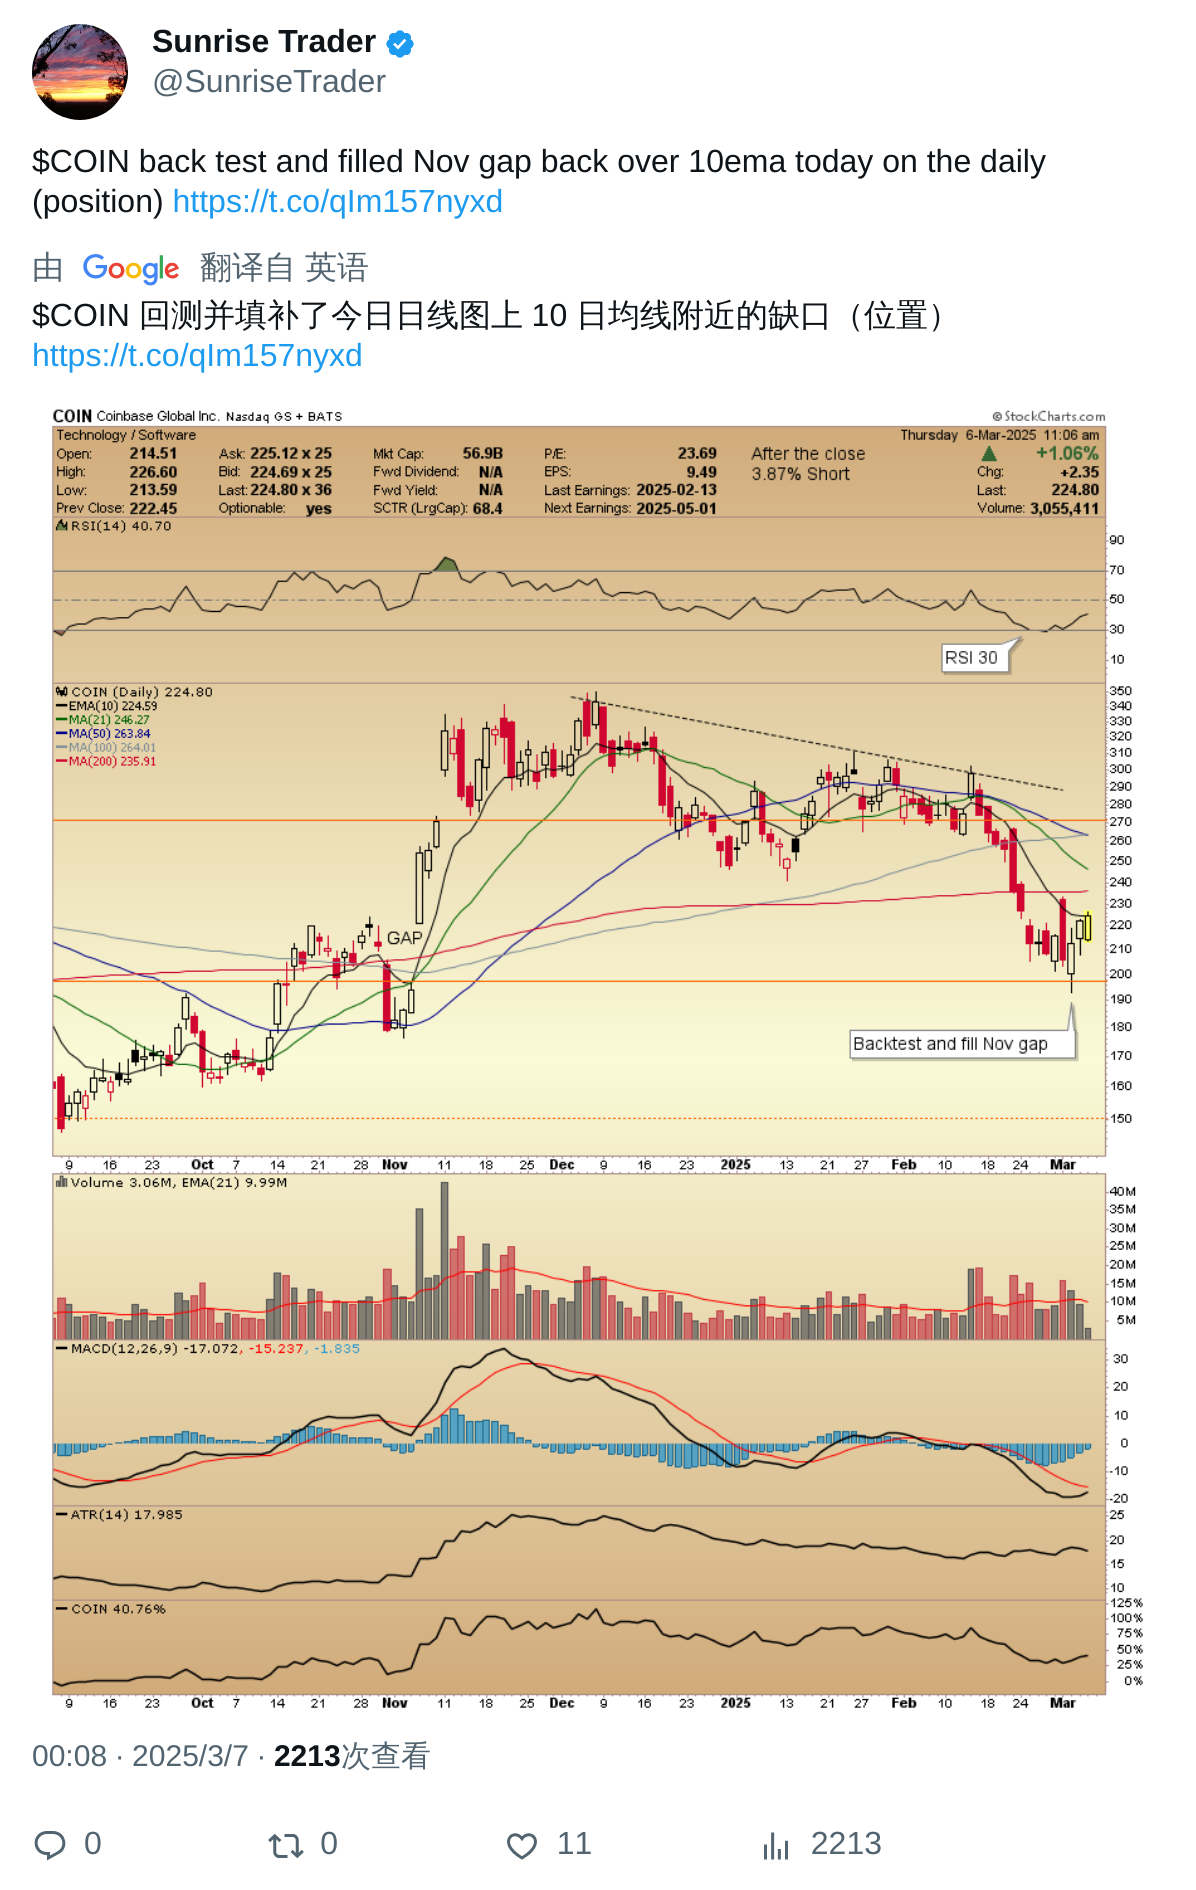 Sunrise Trader
@SunriseTrader
$COIN back test and filled Nov gap back over 10ema today on the daily
(position) https://t.co/qIm157nyxd
由 Google 翻译自 英语
$COIN 回测并填补了今日日线图上 10 日均线附近的缺口（位置）
https://t.co/qIm157nyxd
COIN Coinbase Global Inc. Nasdaq GS + BATS © StockCharts.com
Technology / Software Thursday 6-Mar-2025 11:06 am
Open: 214.51 Ask: 225.12 x 25 Mkt Cap: 56.9B P/E: 23.69 After the close ▲ +1.06%
High: 226.60 Bid: 224.69 x 25 Fwd Dividend: N/A EPS: 9.49 3.87% Short Chg: +2.35
Low: 213.59 Last: 224.80 x 36 Fwd Yield: N/A Last Earnings: 2025-02-13 Last: 224.80
Prev Close: 222.45 Optionable: yes SCTR (LrgCap): 68.4 Next Earnings: 2025-05-01 Volume: 3,055,411
RSI(14) 40.70
90
70
50
30
RSI 30
10
COIN (Daily) 224.80
EMA(10) 224.59
MA(21) 246.27
MA(50) 263.84
MA(100) 264.01
MA(200) 235.91
350
340
330
320
310
300
290
280
270
260
250
240
230
220
210
200
190
180
170
160
150
GAP
Backtest and fill Nov gap
9 16 23 Oct 7 14 21 28 Nov 11 18 25 Dec 9 16 23 2025 13 21 27 Feb 10 18 24 Mar
Volume 3.06M, EMA(21) 9.99M
40M
35M
30M
25M
20M
15M
10M
5M
MACD(12,26,9) -17.072, -15.237, -1.835
30
20
10
0
-10
-20
ATR(14) 17.985
25
20
15
10
COIN 40.76%
125%
100%
75%
50%
25%
0%
9 16 23 Oct 7 14 21 28 Nov 11 18 25 Dec 9 16 23 2025 13 21 27 Feb 10 18 24 Mar
00:08 · 2025/3/7 · 2213次查看
0 0 11 2213